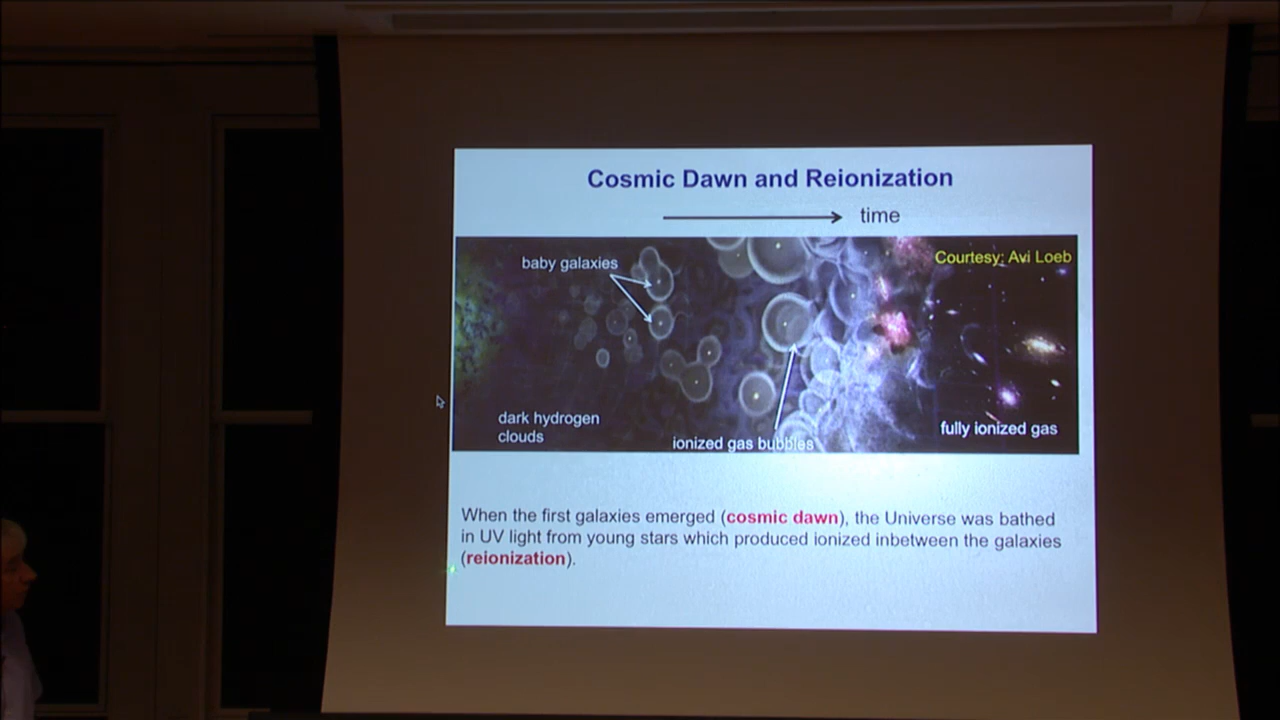 Cosmic Dawn and Reionization
time
baby galaxies
Courtesy: Avi Loeb
dark hydrogen
clouds
ionized gas bubbles
fully ionized gas
When the first galaxies emerged (cosmic dawn), the Universe was bathed
in UV light from young stars which produced ionized inbetween the galaxies
(reionization).